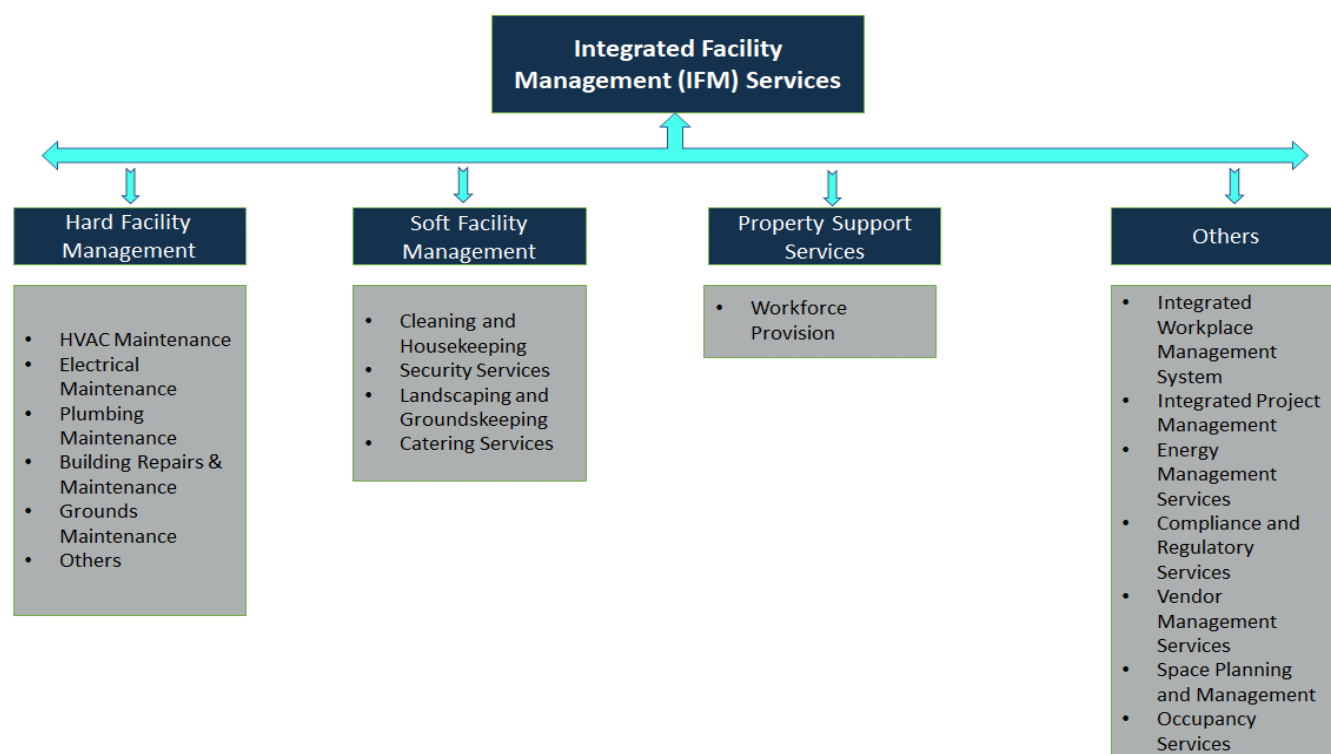 Integrated Facility
Management (IFM) Services
Hard Facility
Management
Soft Facility
Management
Property Support
Services
Others
• HVAC Maintenance
• Electrical
Maintenance
• Plumbing
Maintenance
• Building Repairs &
Maintenance
• Grounds
Maintenance
• Others
• Cleaning and
Housekeeping
• Security Services
• Landscaping and
Groundskeeping
• Catering Services
• Workforce
Provision
• Integrated
Workplace
Management
System
• Integrated Project
Management
• Energy
Management
Services
• Compliance and
Regulatory
Services
• Vendor
Management
Services
• Space Planning
and Management
• Occupancy
Services